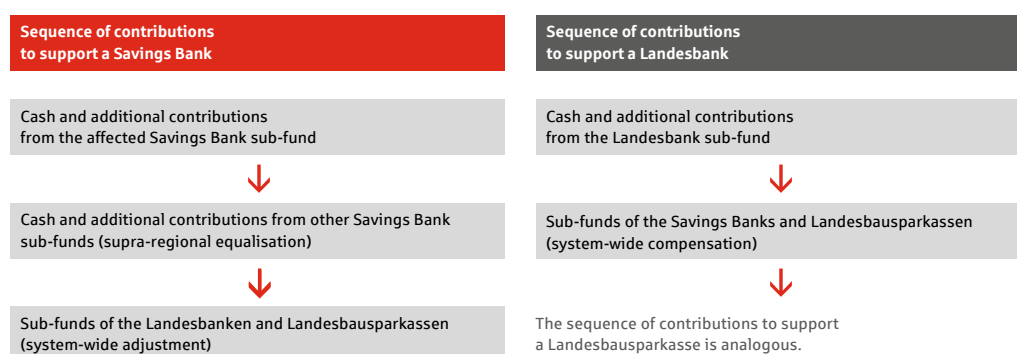 Sequence of contributions
to support a Savings Bank
Cash and additional contributions
from the affected Savings Bank sub-fund
Cash and additional contributions from other Savings Bank
sub-funds (supra-regional equalisation)
Sub-funds of the Landesbanken and Landesbausparkassen
(system-wide adjustment)
Sequence of contributions
to support a Landesbank
Cash and additional contributions
from the Landesbank sub-fund
Sub-funds of the Savings Banks and Landesbausparkassen
(system-wide compensation)
The sequence of contributions to support
a Landesbausparkasse is analogous.